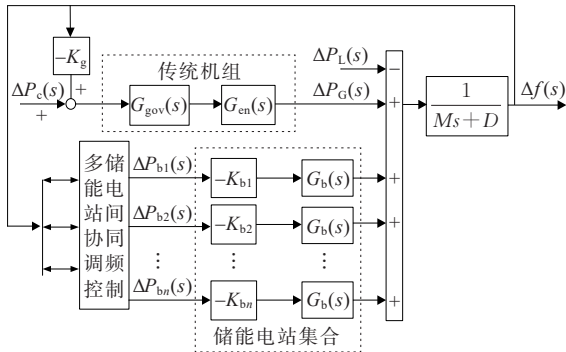 −K_g
传统机组
ΔP_c(s)
+
+
G_gov(s)
G_en(s)
ΔP_L(s)
−
ΔP_G(s)
+
1
Ms+D
Δf(s)
多储能电站间协同调频控制
ΔP_b1(s)
−K_b1
G_b(s)
+
ΔP_b2(s)
−K_b2
G_b(s)
+
⋮
⋮
⋮
ΔP_bn(s)
−K_bn
G_b(s)
+
储能电站集合